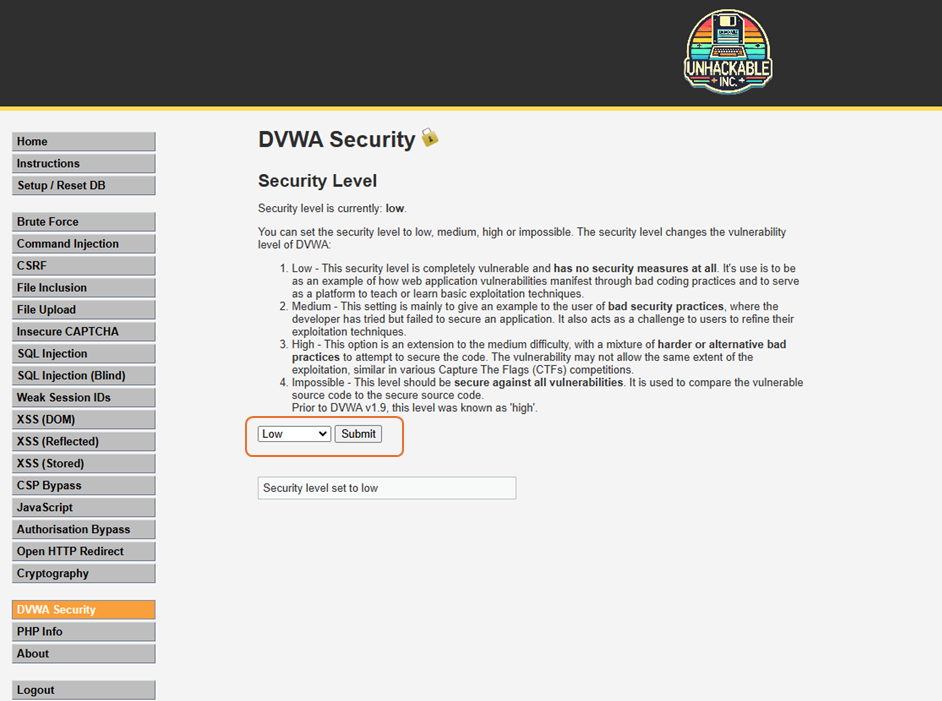 UNHACKABLE
INC.
Home
Instructions
Setup / Reset DB
Brute Force
Command Injection
CSRF
File Inclusion
File Upload
Insecure CAPTCHA
SQL Injection
SQL Injection (Blind)
Weak Session IDs
XSS (DOM)
XSS (Reflected)
XSS (Stored)
CSP Bypass
JavaScript
Authorisation Bypass
Open HTTP Redirect
Cryptography
DVWA Security
PHP Info
About
Logout
DVWA Security
Security Level
Security level is currently: low.
You can set the security level to low, medium, high or impossible. The security level changes the vulnerability
level of DVWA:
1. Low - This security level is completely vulnerable and has no security measures at all. It's use is to be
as an example of how web application vulnerabilities manifest through bad coding practices and to serve
as a platform to teach or learn basic exploitation techniques.
2. Medium - This setting is mainly to give an example to the user of bad security practices, where the
developer has tried but failed to secure an application. It also acts as a challenge to users to refine their
exploitation techniques.
3. High - This option is an extension to the medium difficulty, with a mixture of harder or alternative bad
practices to attempt to secure the code. The vulnerability may not allow the same extent of the
exploitation, similar in various Capture The Flags (CTFs) competitions.
4. Impossible - This level should be secure against all vulnerabilities. It is used to compare the vulnerable
source code to the secure source code.
Prior to DVWA v1.9, this level was known as 'high'.
Low Submit
Security level set to low